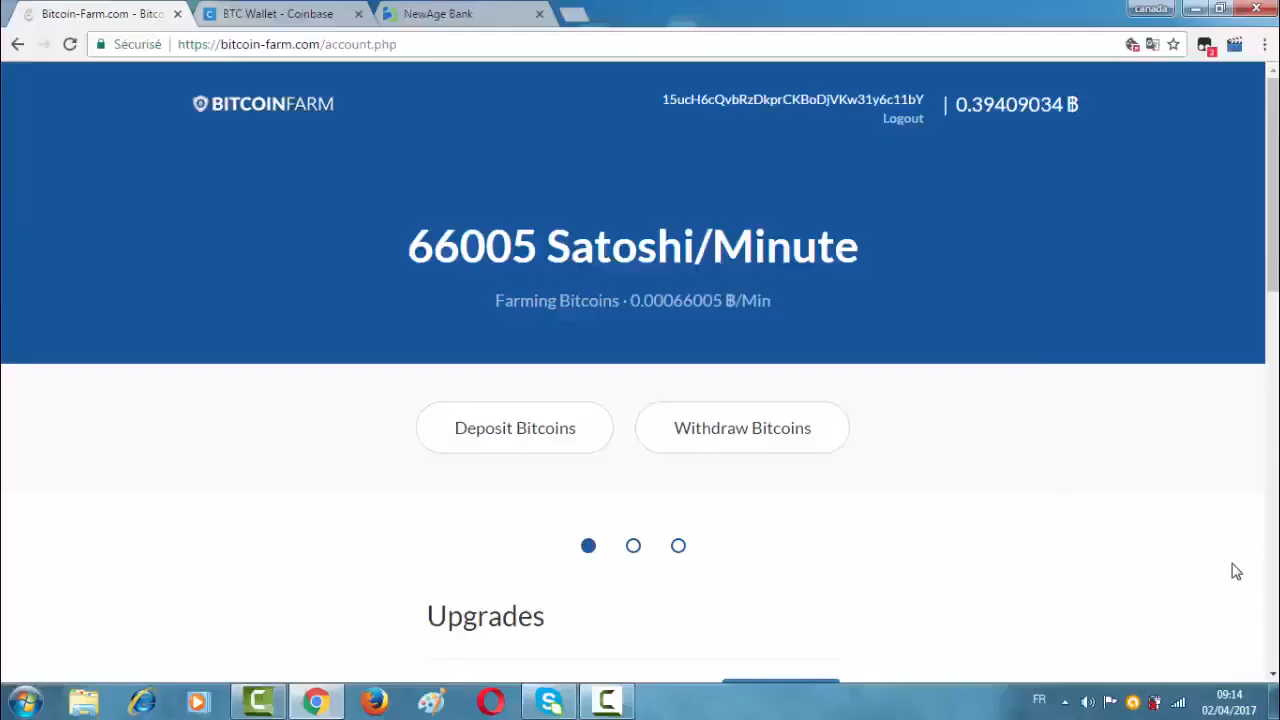 Bitcoin-Farm.com - Bitco
BTC Wallet - Coinbase
NewAge Bank
canada
Sécurisé
https://bitcoin-farm.com/account.php
2
BITCOINFARM
15ucH6cQvbRzDkprCKBoDjVKw31y6c11bY
Logout
| 0.39409034 ฿
66005 Satoshi/Minute
Farming Bitcoins · 0.00066005 ฿/Min
Deposit Bitcoins
Withdraw Bitcoins
Upgrades
FR
09:14
02/04/2017